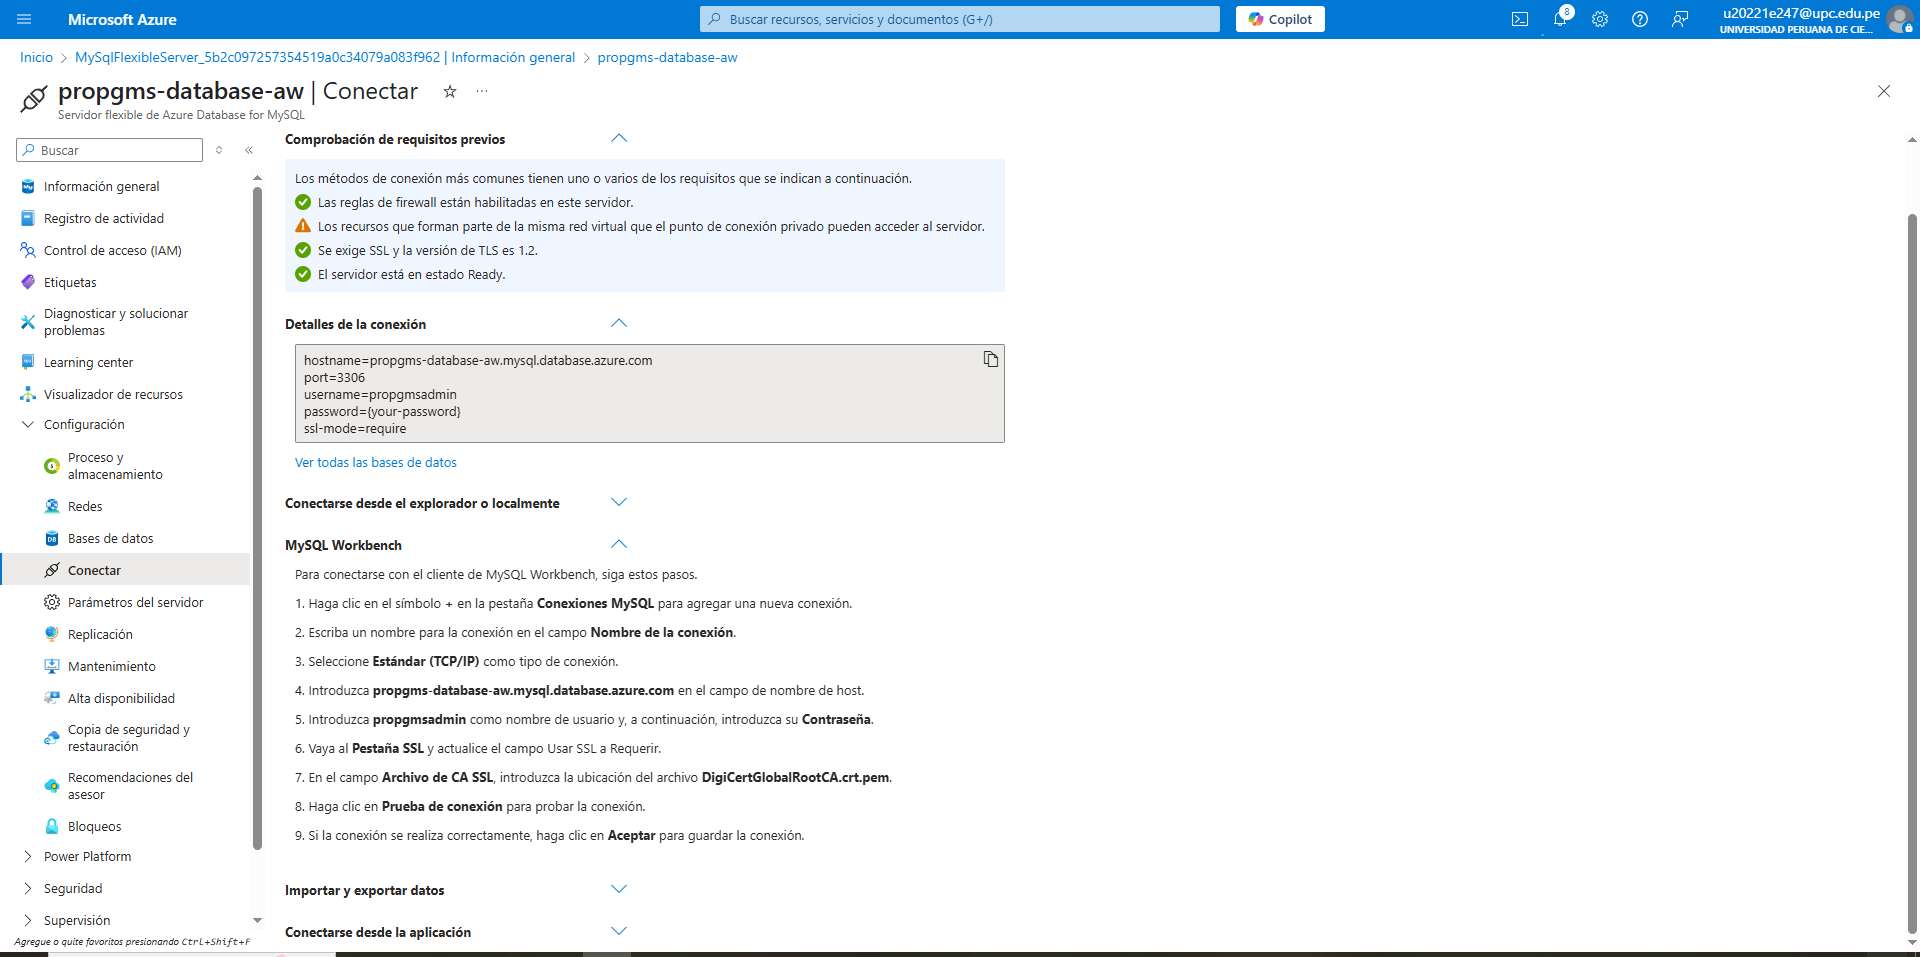 Microsoft Azure
Buscar recursos, servicios y documentos (G+/)
Copilot
8
u20221e247@upc.edu.pe
UNIVERSIDAD PERUANA DE CIE...
Inicio > MySqlFlexibleServer_5b2c097257354519a0c34079a083f962 | Información general > propgms-database-aw
propgms-database-aw | Conectar
Servidor flexible de Azure Database for MySQL
Buscar
Información general
Registro de actividad
Control de acceso (IAM)
Etiquetas
Diagnosticar y solucionar
problemas
Learning center
Visualizador de recursos
Configuración
Proceso y
almacenamiento
Redes
Bases de datos
Conectar
Parámetros del servidor
Replicación
Mantenimiento
Alta disponibilidad
Copia de seguridad y
restauración
Recomendaciones del
asesor
Bloqueos
Power Platform
Seguridad
Supervisión
Agregue o quite favoritos presionando Ctrl+Shift+F
Comprobación de requisitos previos
Los métodos de conexión más comunes tienen uno o varios de los requisitos que se indican a continuación.
Las reglas de firewall están habilitadas en este servidor.
Los recursos que forman parte de la misma red virtual que el punto de conexión privado pueden acceder al servidor.
Se exige SSL y la versión de TLS es 1.2.
El servidor está en estado Ready.
Detalles de la conexión
hostname=propgms-database-aw.mysql.database.azure.com
port=3306
username=propgmsadmin
password={your-password}
ssl-mode=require
Ver todas las bases de datos
Conectarse desde el explorador o localmente
MySQL Workbench
Para conectarse con el cliente de MySQL Workbench, siga estos pasos.
1. Haga clic en el símbolo + en la pestaña Conexiones MySQL para agregar una nueva conexión.
2. Escriba un nombre para la conexión en el campo Nombre de la conexión.
3. Seleccione Estándar (TCP/IP) como tipo de conexión.
4. Introduzca propgms-database-aw.mysql.database.azure.com en el campo de nombre de host.
5. Introduzca propgmsadmin como nombre de usuario y, a continuación, introduzca su Contraseña.
6. Vaya al Pestaña SSL y actualice el campo Usar SSL a Requerir.
7. En el campo Archivo de CA SSL, introduzca la ubicación del archivo DigiCertGlobalRootCA.crt.pem.
8. Haga clic en Prueba de conexión para probar la conexión.
9. Si la conexión se realiza correctamente, haga clic en Aceptar para guardar la conexión.
Importar y exportar datos
Conectarse desde la aplicación